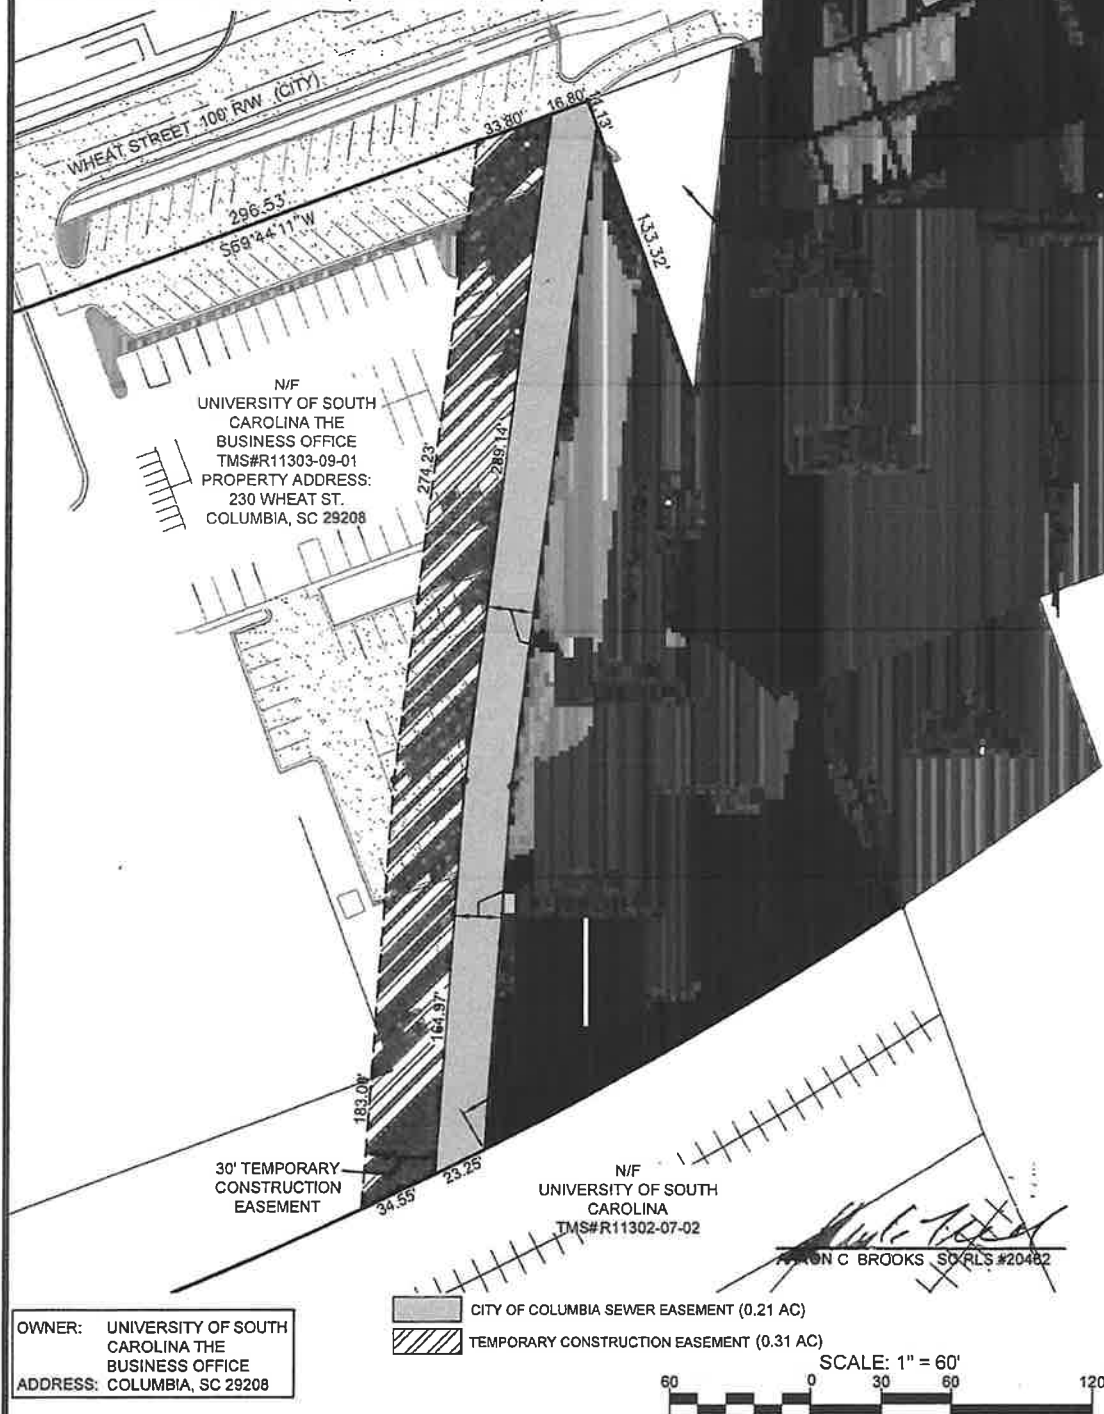 WHEAT STREET 100' R/W (CITY)
296.53'
S69°44'11"W
33.80'
16.80'
133.32'
N/F
UNIVERSITY OF SOUTH
CAROLINA THE
BUSINESS OFFICE
TMS#R11303-09-01
PROPERTY ADDRESS:
230 WHEAT ST.
COLUMBIA, SC 29208
274.23'
289.14'
164.97'
183.00'
30' TEMPORARY
CONSTRUCTION
EASEMENT
34.55'
23.25'
N/F
UNIVERSITY OF SOUTH
CAROLINA
TMS#R11302-07-02
C BROOKS SC RLS #20462
OWNER: UNIVERSITY OF SOUTH
CAROLINA THE
BUSINESS OFFICE
ADDRESS: COLUMBIA, SC 29208
CITY OF COLUMBIA SEWER EASEMENT (0.21 AC)
TEMPORARY CONSTRUCTION EASEMENT (0.31 AC)
SCALE: 1" = 60'
60 0 30 60 120